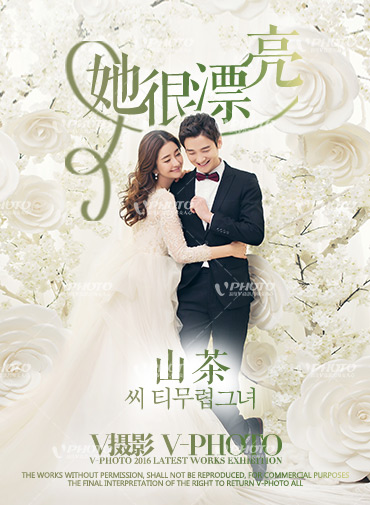 她很漂亮
山茶
씨 티무렵그녀
V摄影 V-PHOTO
V-PHOTO 2016 LATEST WORKS EXHIBITION
THE WORKS WITHOUT PERMISSION, SHALL NOT BE REPRODUCED, FOR COMMERCIAL PURPOSES
THE FINAL INTERPRETATION OF THE RIGHT TO RETURN V-PHOTO ALL